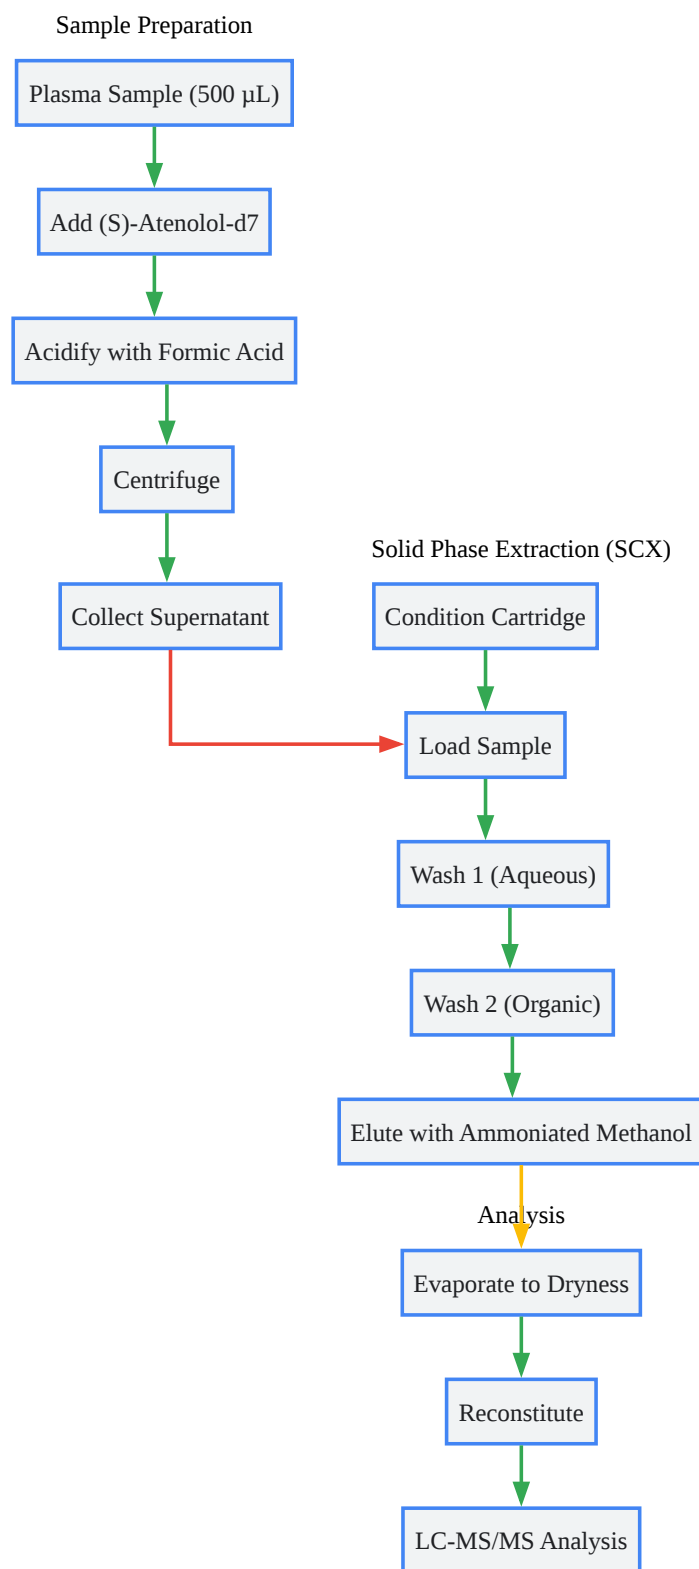 Sample Preparation
Plasma Sample (500 µL)
Add (S)-Atenolol-d7
Acidify with Formic Acid
Centrifuge
Collect Supernatant
Solid Phase Extraction (SCX)
Condition Cartridge
Load Sample
Wash 1 (Aqueous)
Wash 2 (Organic)
Elute with Ammoniated Methanol
Analysis
Evaporate to Dryness
Reconstitute
LC-MS/MS Analysis